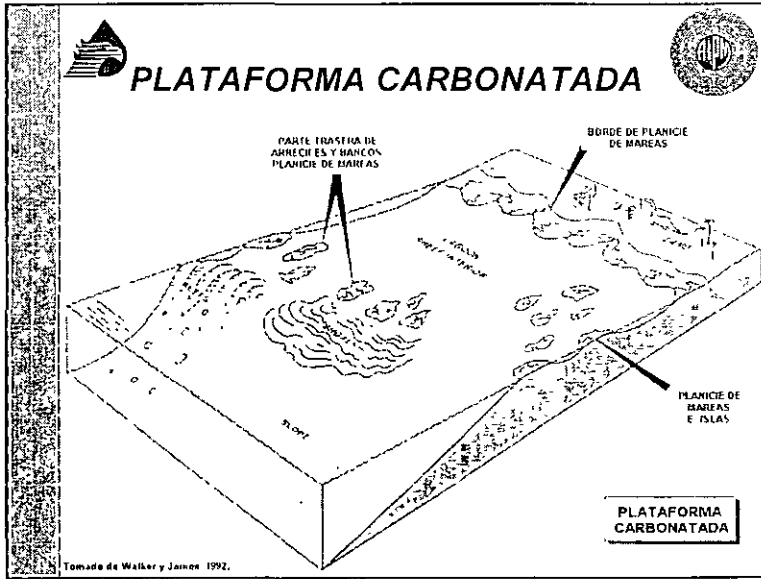 PLATAFORMA CARBONATADA
PARTE TRASTRA DE
ARRECIFES Y BANCOS
PLANICIE DE MAREAS
BORDE DE PLANICIE
DE MAREAS
SLOPE
PLANICIE DE
MAREAS
E ISLAS
PLATAFORMA
CARBONATADA
Tomado de Walker y James 1992.